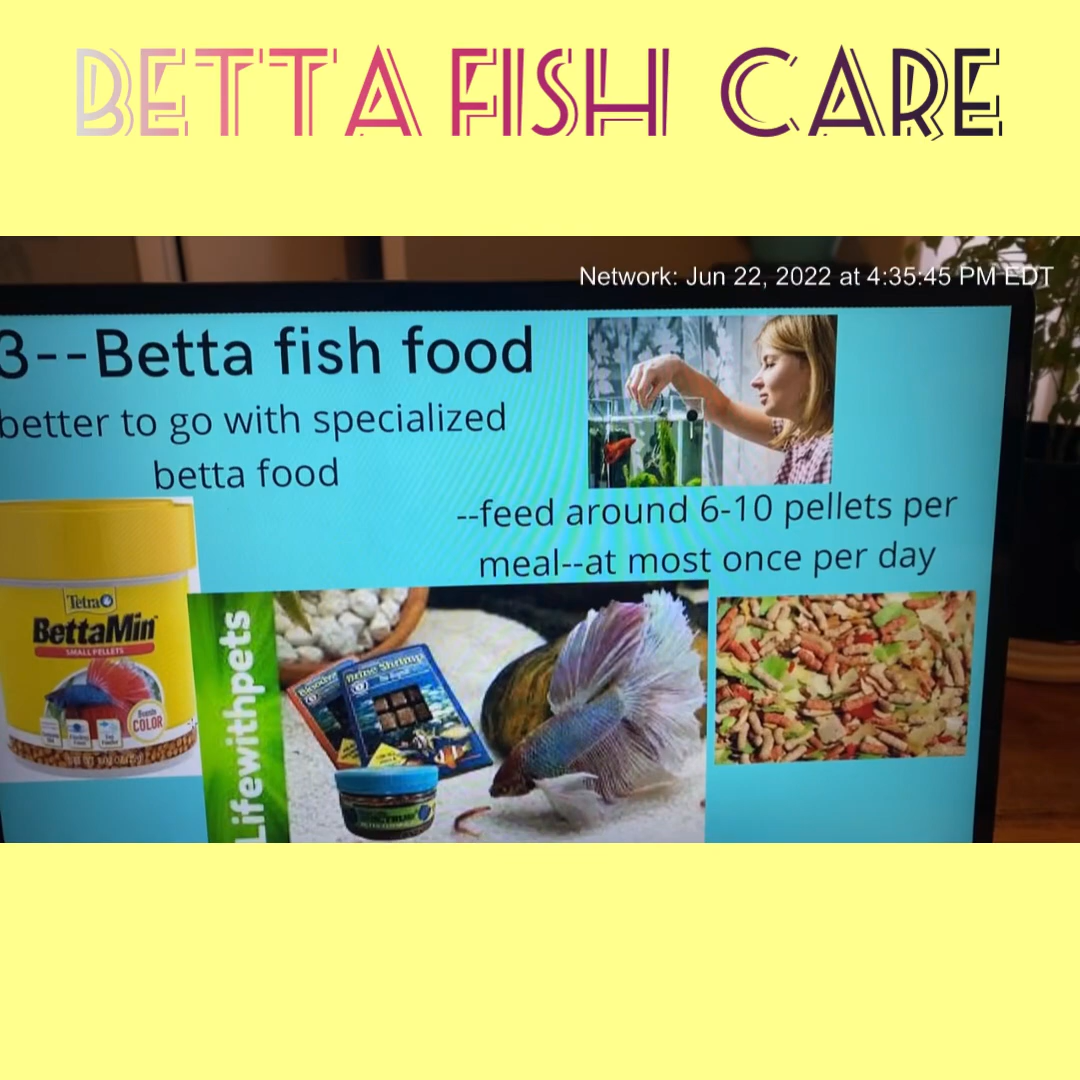 BETTA FISH CARE
Network: Jun 22, 2022 at 4:35:45 PM EDT
3--Betta fish food
better to go with specialized
betta food
--feed around 6-10 pellets per
meal--at most once per day
Tetra
BettaMin
SMALL PELLETS
COLOR
Lifewithpets
Brine Shrimp